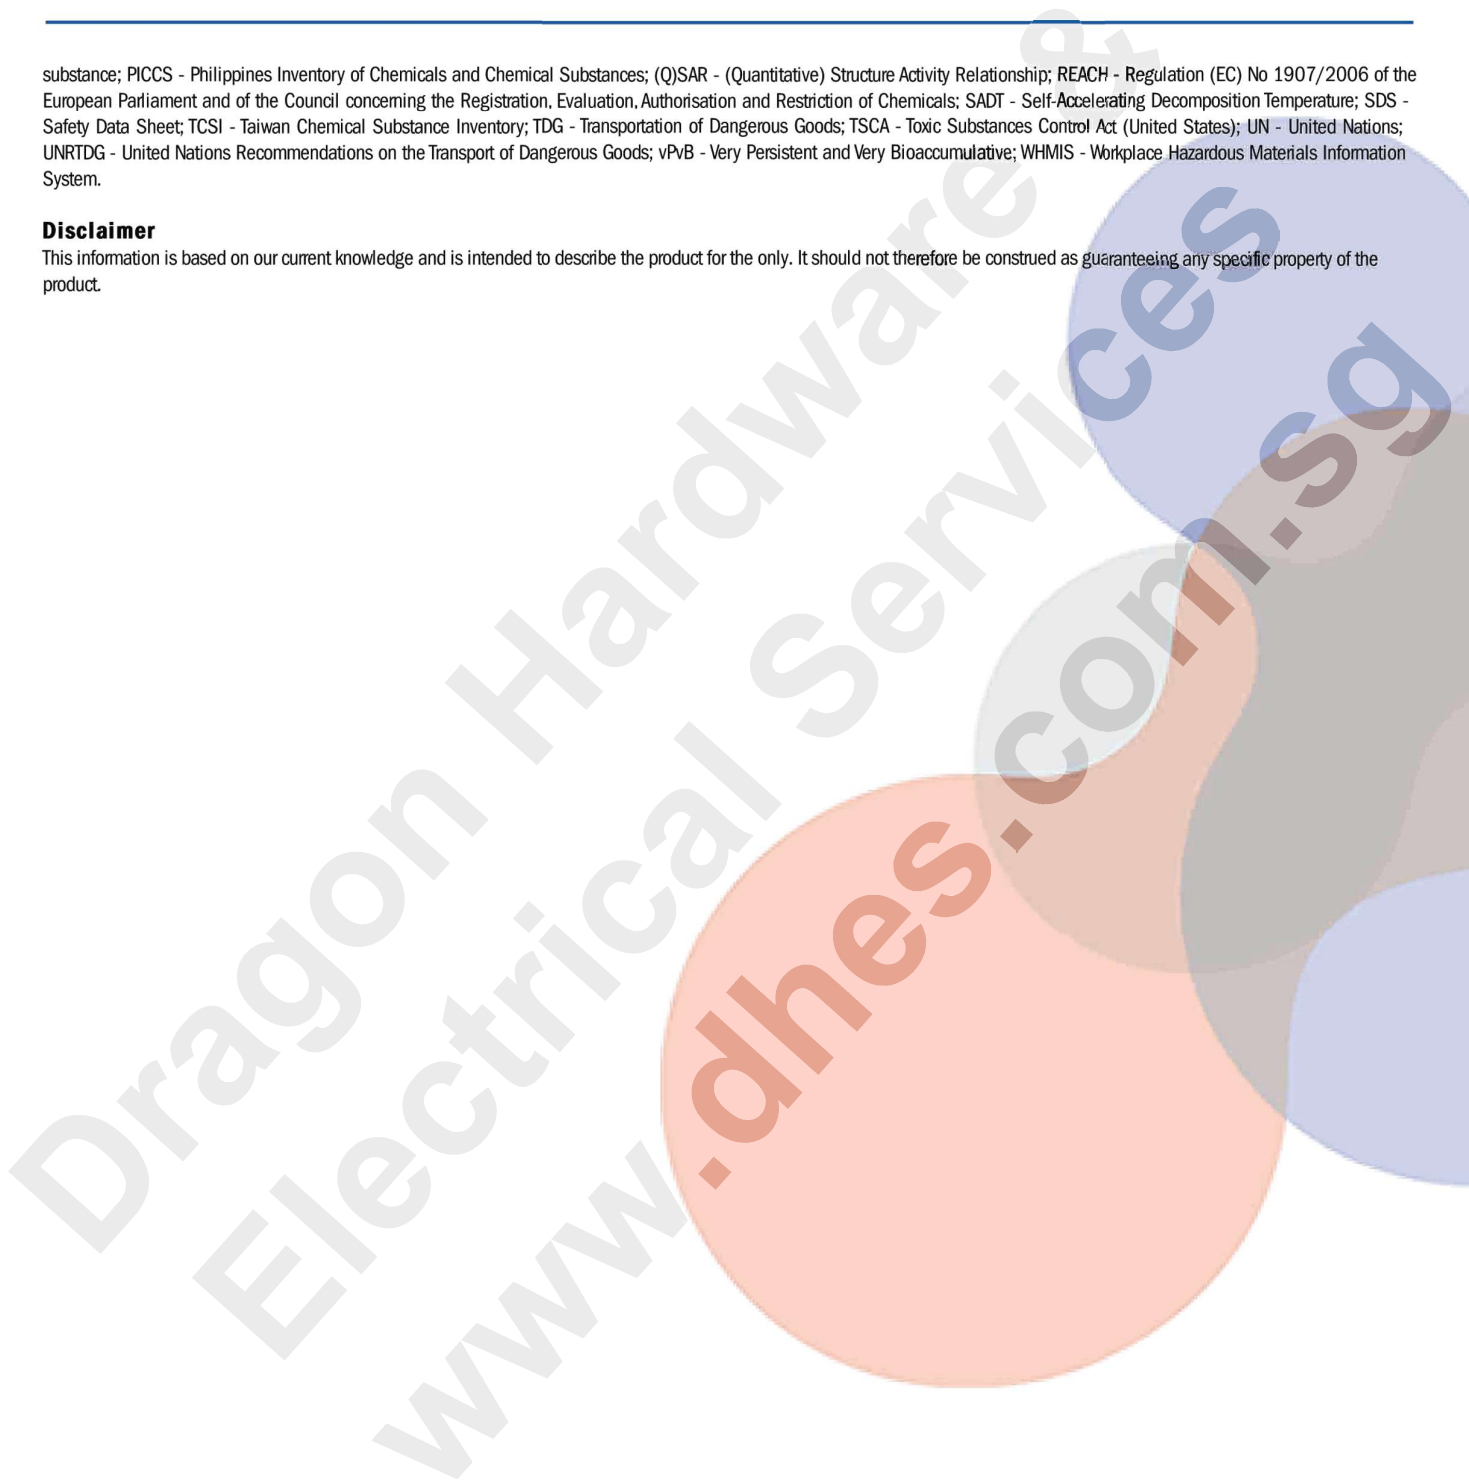 substance; PICCS - Philippines Inventory of Chemicals and Chemical Substances; (Q)SAR - (Quantitative) Structure Activity Relationship; REACH - Regulation (EC) No 1907/2006 of the
European Parliament and of the Council concerning the Registration, Evaluation, Authorisation and Restriction of Chemicals; SADT - Self-Accelerating Decomposition Temperature; SDS -
Safety Data Sheet; TCSI - Taiwan Chemical Substance Inventory; TDG - Transportation of Dangerous Goods; TSCA - Toxic Substances Control Act (United States); UN - United Nations;
UNRTDG - United Nations Recommendations on the Transport of Dangerous Goods; vPvB - Very Persistent and Very Bioaccumulative; WHMIS - Workplace Hazardous Materials Information
System.
Disclaimer
This information is based on our current knowledge and is intended to describe the product for the only. It should not therefore be construed as guaranteeing any specific property of the
product.
Dragon Hardware &
Electrical Services
www.dhes.com.sg